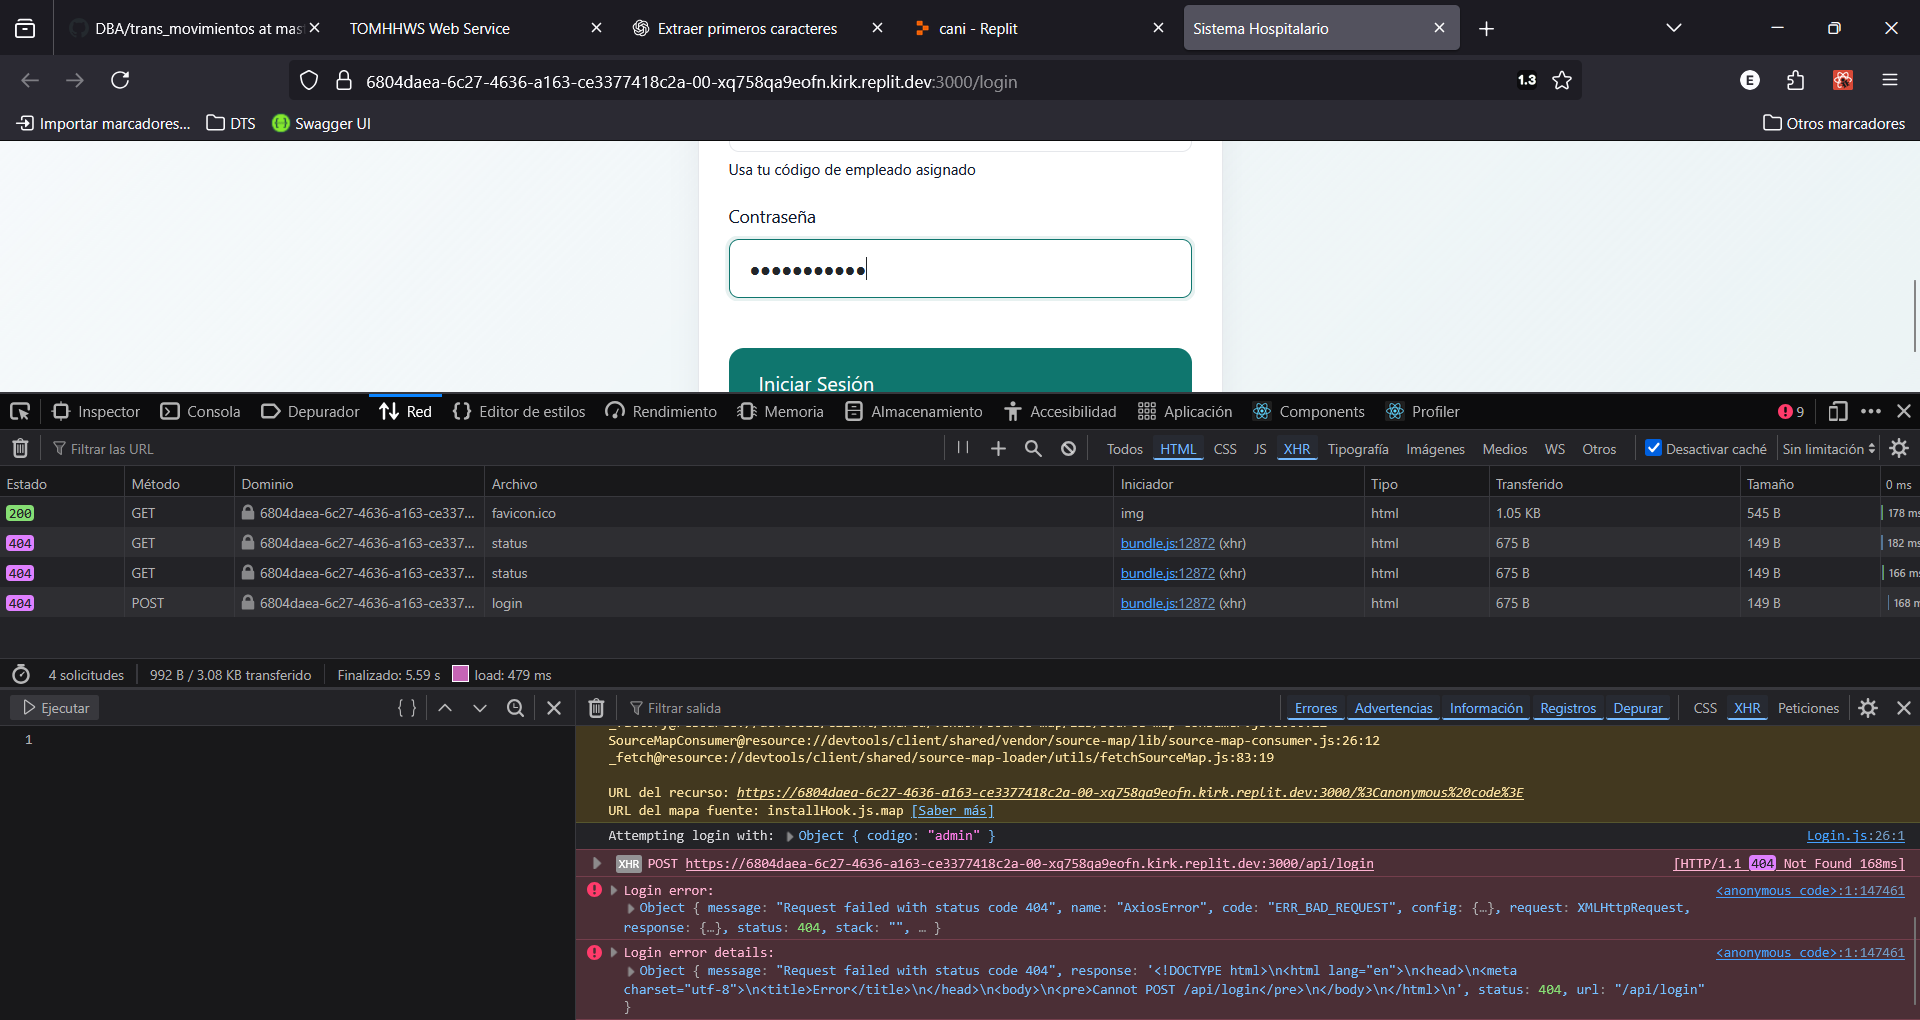 DBA/trans_movimientos at mas
TOMHHWS Web Service
Extraer primeros caracteres
cani - Replit
Sistema Hospitalario
6804daea-6c27-4636-a163-ce3377418c2a-00-xq758qa9eofn.kirk.replit.dev:3000/login
1.3
E
Importar marcadores...
DTS
Swagger UI
Otros marcadores
Usa tu código de empleado asignado
Contraseña
●●●●●●●●●●●
Iniciar Sesión
Inspector
Consola
Depurador
Red
Editor de estilos
Rendimiento
Memoria
Almacenamiento
Accesibilidad
Aplicación
Components
Profiler
9
Filtrar las URL
Todos HTML CSS JS XHR Tipografía Imágenes Medios WS Otros
Desactivar caché
Sin limitación
Estado Método Dominio Archivo Iniciador Tipo Transferido Tamaño 0 ms
200 GET 6804daea-6c27-4636-a163-ce337... favicon.ico img html 1.05 KB 545 B 178 ms
404 GET 6804daea-6c27-4636-a163-ce337... status bundle.js:12872 (xhr) html 675 B 149 B 182 ms
404 GET 6804daea-6c27-4636-a163-ce337... status bundle.js:12872 (xhr) html 675 B 149 B 166 ms
404 POST 6804daea-6c27-4636-a163-ce337... login bundle.js:12872 (xhr) html 675 B 149 B 168 m
4 solicitudes
992 B / 3.08 KB transferido
Finalizado: 5.59 s
load: 479 ms
Ejecutar
{ }
Filtrar salida
Errores Advertencias Información Registros Depurar CSS XHR Peticiones
1
SourceMapConsumer@resource://devtools/client/shared/vendor/source-map/lib/source-map-consumer.js:26:12
_fetch@resource://devtools/client/shared/source-map-loader/utils/fetchSourceMap.js:83:19
URL del recurso: https://6804daea-6c27-4636-a163-ce3377418c2a-00-xq758qa9eofn.kirk.replit.dev:3000/%3Canonymous%20code%3E
URL del mapa fuente: installHook.js.map [Saber más]
Attempting login with: Object { codigo: "admin" }
Login.js:26:1
XHR POST https://6804daea-6c27-4636-a163-ce3377418c2a-00-xq758qa9eofn.kirk.replit.dev:3000/api/login
[HTTP/1.1 404 Not Found 168ms]
Login error:
<anonymous code>:1:147461
Object { message: "Request failed with status code 404", name: "AxiosError", code: "ERR_BAD_REQUEST", config: {…}, request: XMLHttpRequest,
response: {…}, status: 404, stack: "", … }
Login error details:
<anonymous code>:1:147461
Object { message: "Request failed with status code 404", response: '<!DOCTYPE html>\n<html lang="en">\n<head>\n<meta
charset="utf-8">\n<title>Error</title>\n</head>\n<body>\n<pre>Cannot POST /api/login</pre>\n</body>\n</html>\n', status: 404, url: "/api/login"
}